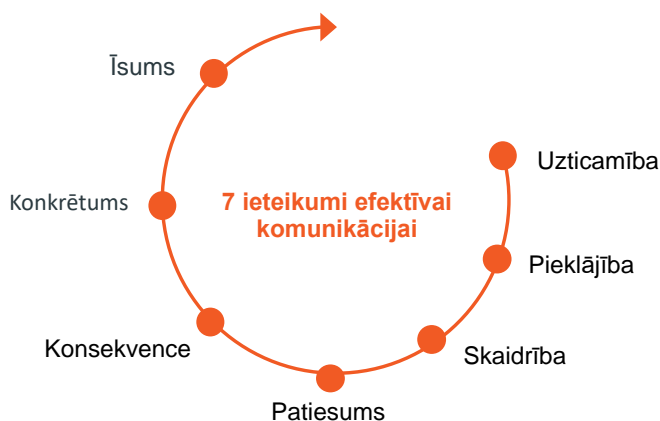 Īsums
Uzticamība
Konkrētums
7 ieteikumi efektīvai
komunikācijai
Pieklājība
Konsekvence
Skaidrība
Patiesums